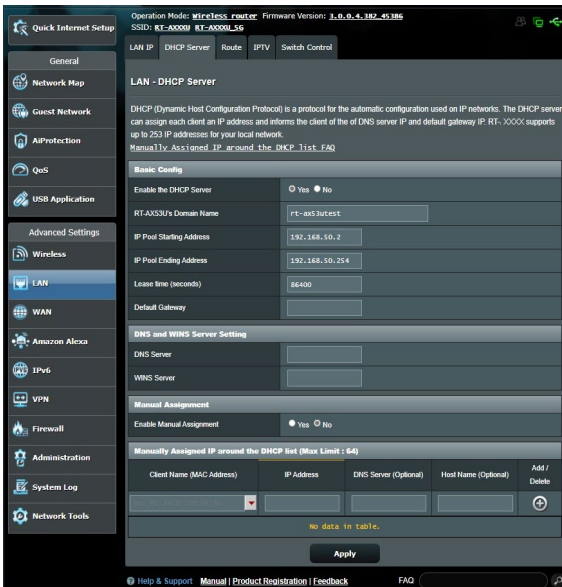 Quick Internet Setup
General
Network Map
Guest Network
AiProtection
QoS
USB Application
Advanced Settings
Wireless
LAN
WAN
Amazon Alexa
IPv6
VPN
Firewall
Administration
System Log
Network Tools
Operation Mode: Wireless router Firmware Version: 3.0.0.4.382_45386
SSID: RT-AXXXU RT-AXXXU_5G
LAN IP DHCP Server Route IPTV Switch Control
LAN - DHCP Server
DHCP (Dynamic Host Configuration Protocol) is a protocol for the automatic configuration used on IP networks. The DHCP server
can assign each client an IP address and informs the client of the of DNS server IP and default gateway IP. RT-XXXX supports
up to 253 IP addresses for your local network.
Manually Assigned IP around the DHCP list FAQ
Basic Config
Enable the DHCP Server Yes No
RT-AX53U's Domain Name rt-ax53utest
IP Pool Starting Address 192.168.50.2
IP Pool Ending Address 192.168.50.254
Lease time (seconds) 86400
Default Gateway
DNS and WINS Server Setting
DNS Server
WINS Server
Manual Assignment
Enable Manual Assignment Yes No
Manually Assigned IP around the DHCP list (Max Limit : 64)
Client Name (MAC Address) IP Address DNS Server (Optional) Host Name (Optional) Add /
Delete
No data in table.
Apply
Help & Support Manual | Product Registration | Feedback FAQ